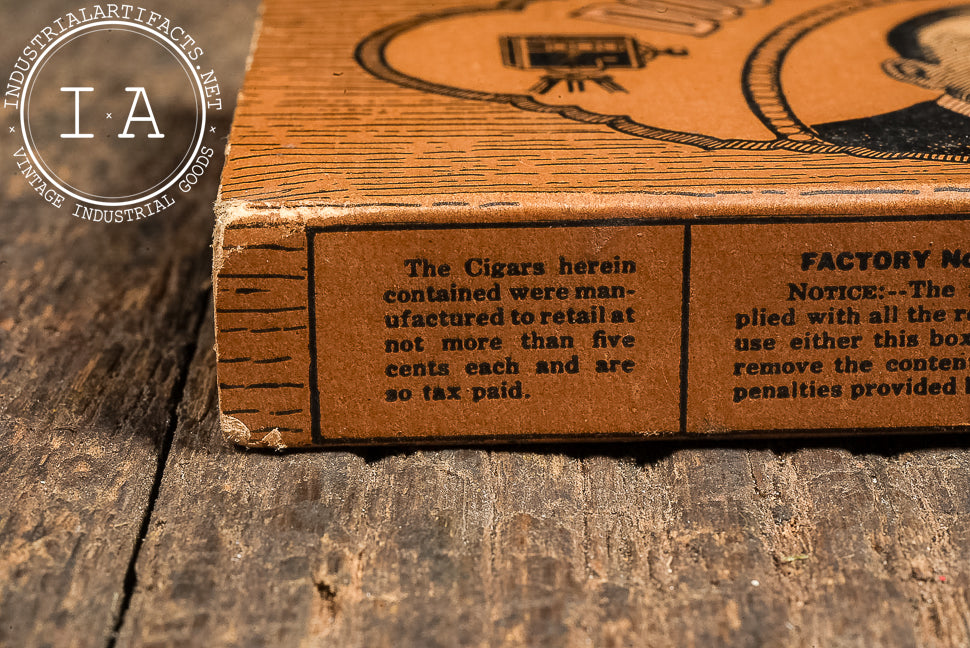 INDUSTRIALARTIFACTS.NET
I A
VINTAGE INDUSTRIAL GOODS
The Cigars herein
contained were man-
ufactured to retail at
not more than five
cents each and are
so tax paid.
FACTORY
NOTICE:--The
plied with all the
use either this box
remove the
penalties provided